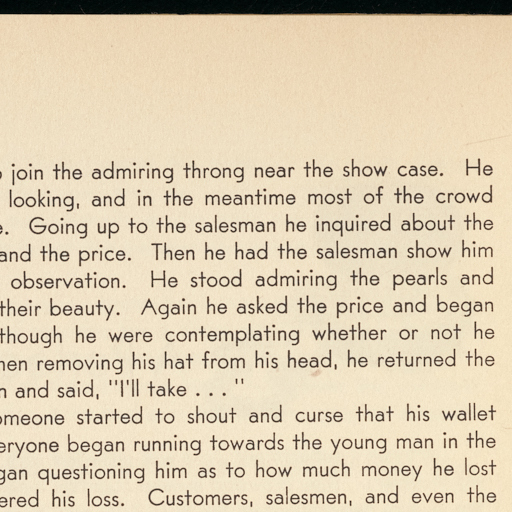 join the admiring throng near the show case. He
looking, and in the meantime most of the crowd
Going up to the salesman he inquired about the
and the price. Then he had the salesman show him
observation. He stood admiring the pearls and
their beauty. Again he asked the price and began
though he were contemplating whether or not he
removing his hat from his head, he returned the
and said, "I'll take . . . "
started to shout and curse that his wallet
began running towards the young man in the
questioning him as to how much money he lost
his loss. Customers, salesmen, and even the